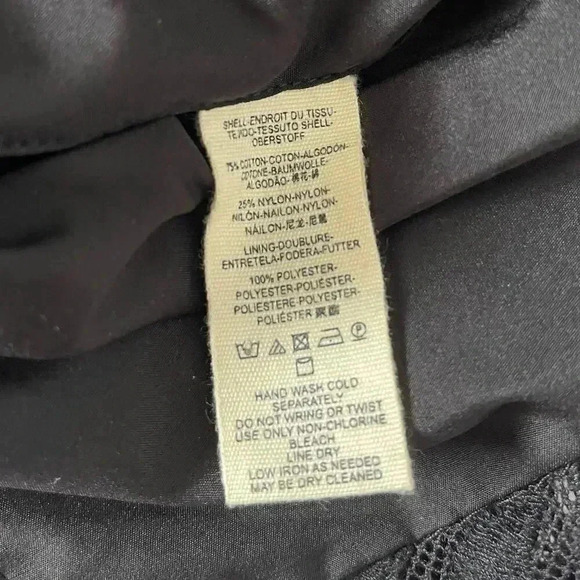 SHELL-ENDROIT DU TISSU-
TEJIDO-TESSUTO SHELL-
OBERSTOFF
75% COTTON-COTON-ALGODÓN-
COTONE-BAUMWOLLE-
ALGODÃO-棉花-綿
25% NYLON-NYLON-
NILÓN-NAILON-NYLON-
NÁILON-尼龙-尼龍
LINING-DOUBLURE-
ENTRETELA-FODERA-FUTTER
100% POLYESTER-
POLYESTER-POLIÉSTER-
POLIESTERE-POLYESTER-
POLIÉSTER
HAND WASH COLD
SEPARATELY
DO NOT WRING OR TWIST
USE ONLY NON-CHLORINE
BLEACH
LINE DRY
LOW IRON AS NEEDED
MAY BE DRY CLEANED